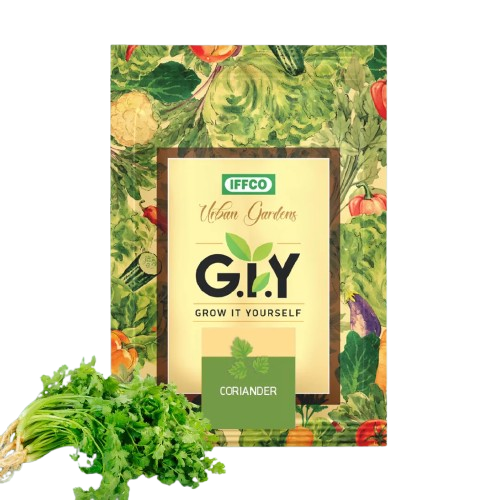 IFFCO
Urban Gardens
G.I.Y
GROW IT YOURSELF
CORIANDER